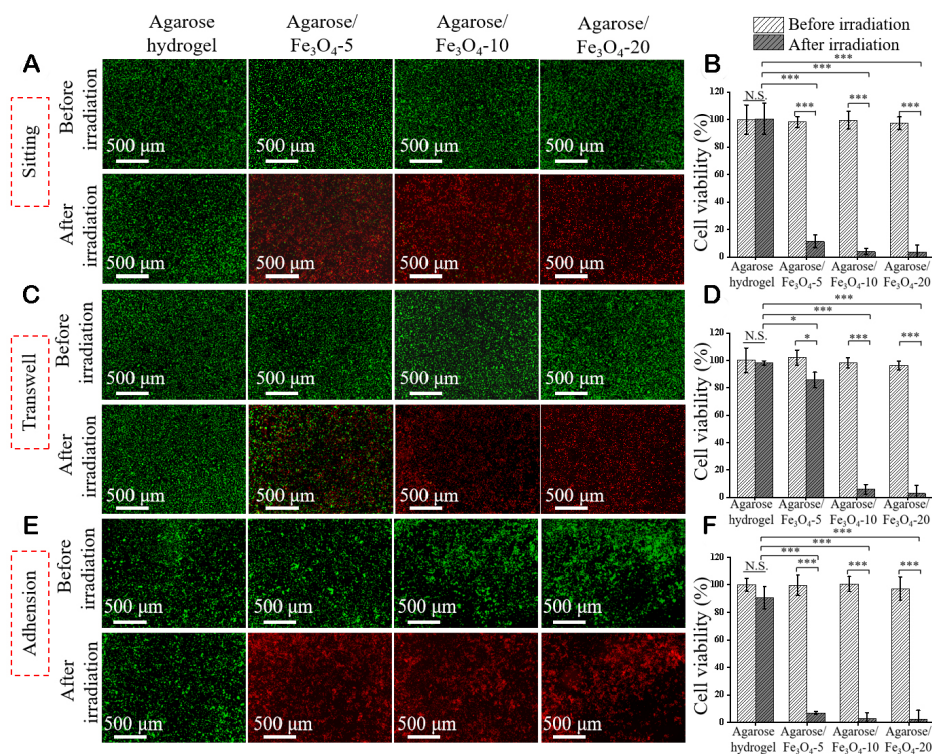 Agarose hydrogel
Agarose/ Fe₃O₄-5
Agarose/ Fe₃O₄-10
Agarose/ Fe₃O₄-20
Before irradiation
After irradiation
A
Sitting
Before irradiation
500 μm
500 μm
500 μm
500 μm
After irradiation
500 μm
500 μm
500 μm
500 μm
B
***
***
***
N.S.
***
***
***
Cell viability (%)
120
100
80
60
40
20
0
Agarose hydrogel
Agarose/ Fe₃O₄-5
Agarose/ Fe₃O₄-10
Agarose/ Fe₃O₄-20
C
Transwell
Before irradiation
500 μm
500 μm
500 μm
500 μm
After irradiation
500 μm
500 μm
500 μm
500 μm
D
***
***
*
N.S.
*
***
***
Cell viability (%)
120
100
80
60
40
20
0
Agarose hydrogel
Agarose/ Fe₃O₄-5
Agarose/ Fe₃O₄-10
Agarose/ Fe₃O₄-20
E
Adhension
Before irradiation
500 μm
500 μm
500 μm
500 μm
After irradiation
500 μm
500 μm
500 μm
500 μm
F
***
***
***
N.S.
***
***
***
Cell viability (%)
120
100
80
60
40
20
0
Agarose hydrogel
Agarose/ Fe₃O₄-5
Agarose/ Fe₃O₄-10
Agarose/ Fe₃O₄-20